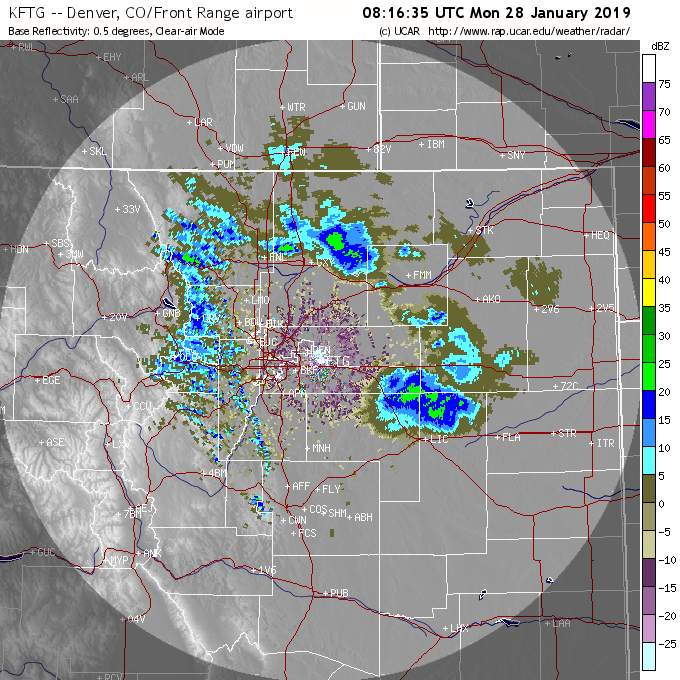 KFTG -- Denver, CO/Front Range airport 08:16:35 UTC Mon 28 January 2019
Base Reflectivity: 0.5 degrees, Clear-air Mode (c) UCAR http://www.rap.ucar.edu/weather/radar/
dBZ
+RWL
+EHY
+ARL
+SAA
+WTR +GUN
+LAR
+SKL +VDW +82V +IBM +SNY
+PUM
+33V
+STK +HEQ
+SBS
+FNL
+FMM
+LMO +AKO
+GNB +20V +2V6 +2V5
FTG
+EGE +72C
+CCU +APA
+ASE +LXV +MNH +LIC +FLA +STR +ITR
+4BM
+AFF +FLY
+COS +SHM +ABH
+CWN
+FCS
+GUC +ANK
+MYP +1V6
+PUB
+A4V +LHX +LAA
75
70
65
60
55
50
45
40
35
30
25
20
15
10
5
0
-5
-10
-15
-20
-25